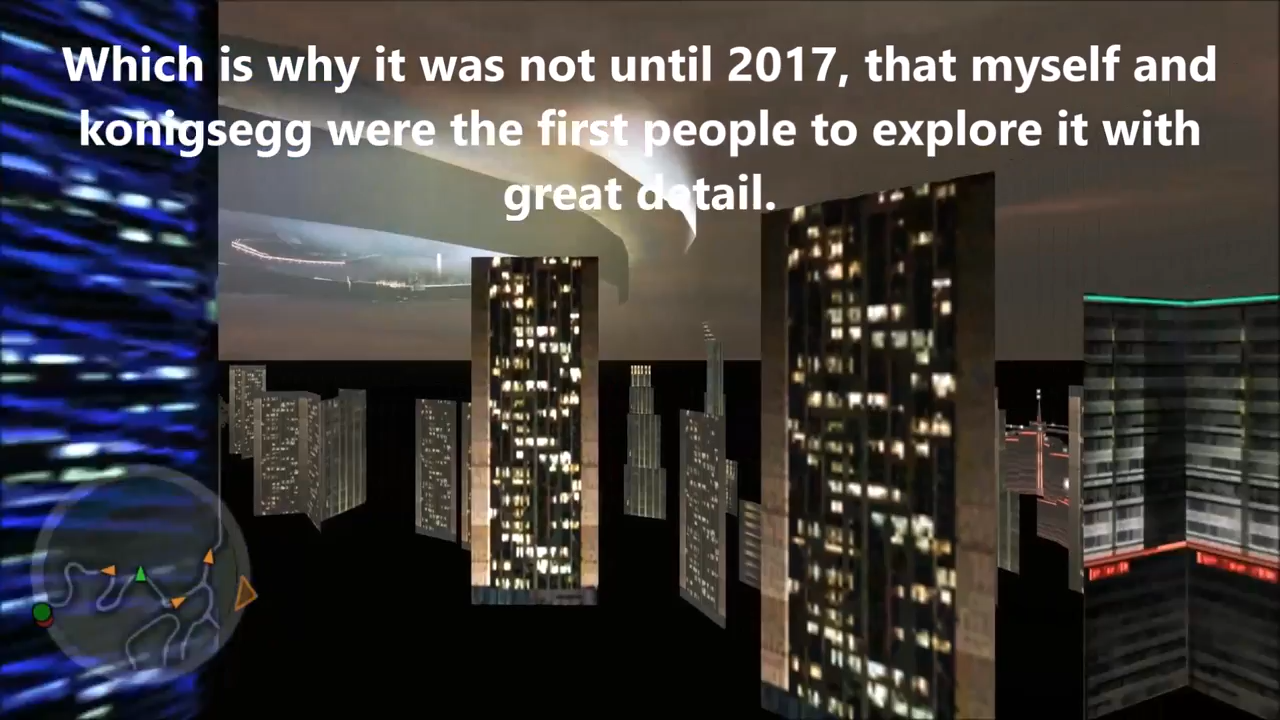 Which is why it was not until 2017, that myself and
konigsegg were the first people to explore it with
great detail.